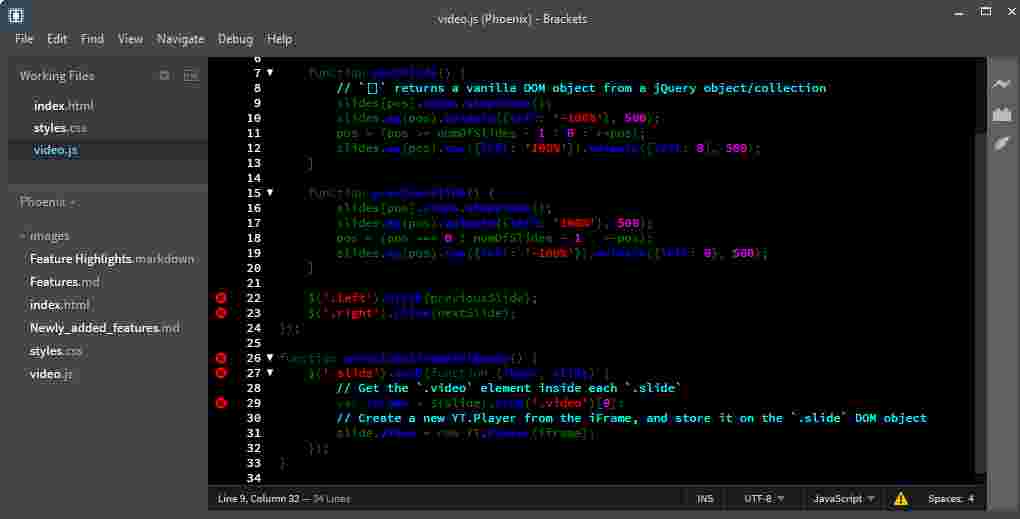 video.js (Phoenix) - Brackets
File Edit Find View Navigate Debug Help
Working Files
index.html
styles.css
video.js
Phoenix
images
Feature Highlights.markdown
Features.md
index.html
Newly_added_features.md
styles.css
video.js
6
7 function nextSlide() {
8 // `[]` returns a vanilla DOM object from a jQuery object/collection
9 slides[pos]
10 slides.eq(pos).animate({left: '-100%'}, 500);
11 pos = (pos >= numOfSlides - 1 ? 0 : ++pos);
12 slides.eq(pos).css({left: '100%'}).animate({left: 0}, 500);
13 }
14
15 function previousSlide() {
16 slides[pos]
17 slides.eq(pos).animate({left: '100%'}, 500);
18 pos = (pos === 0 ? numOfSlides - 1 : --pos);
19 slides.eq(pos).css({left: '-100%'}).animate({left: 0}, 500);
20 }
21
22 $('.left').click(previousSlide);
23 $('.right').click(nextSlide);
24 });
25
26 function () {
27 $('.slide').each(function
28 // Get the `.video` element inside each `.slide`
29 var iframe = $(slide).find('.video')[0];
30 // Create a new YT.Player from the iFrame, and store it on the `.slide` DOM object
31 slide.video = new YT.Player(iframe);
32 });
33 }
34
Line 9, Column 33 — 34 Lines
INS UTF-8 JavaScript Spaces: 4